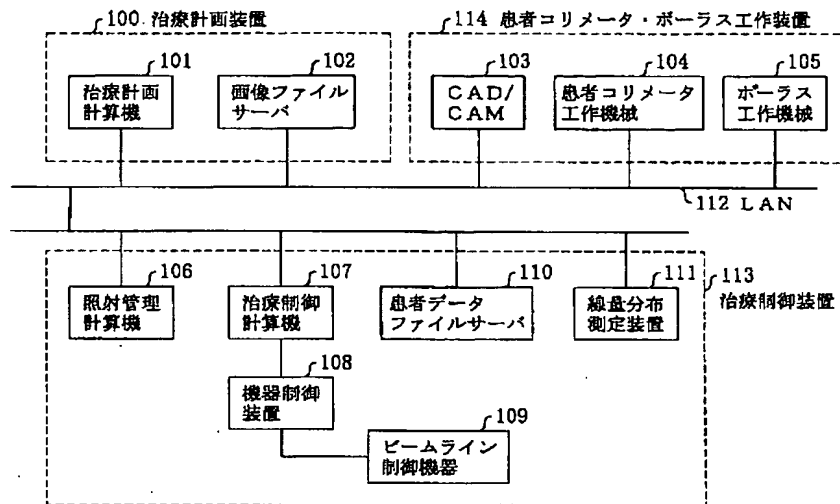 100 治療計画装置
114 患者コリメータ・ボーラス工作装置
101
治療計画
計算機
102
画像ファイル
サーバ
103
CAD/
CAM
104
患者コリメータ
工作機械
105
ボーラス
工作機械
112 LAN
106
照射管理
計算機
107
治療制御
計算機
110
患者データ
ファイルサーバ
111
線量分布
測定装置
113
治療制御装置
108
機器制御
装置
109
ビームライン
制御機器